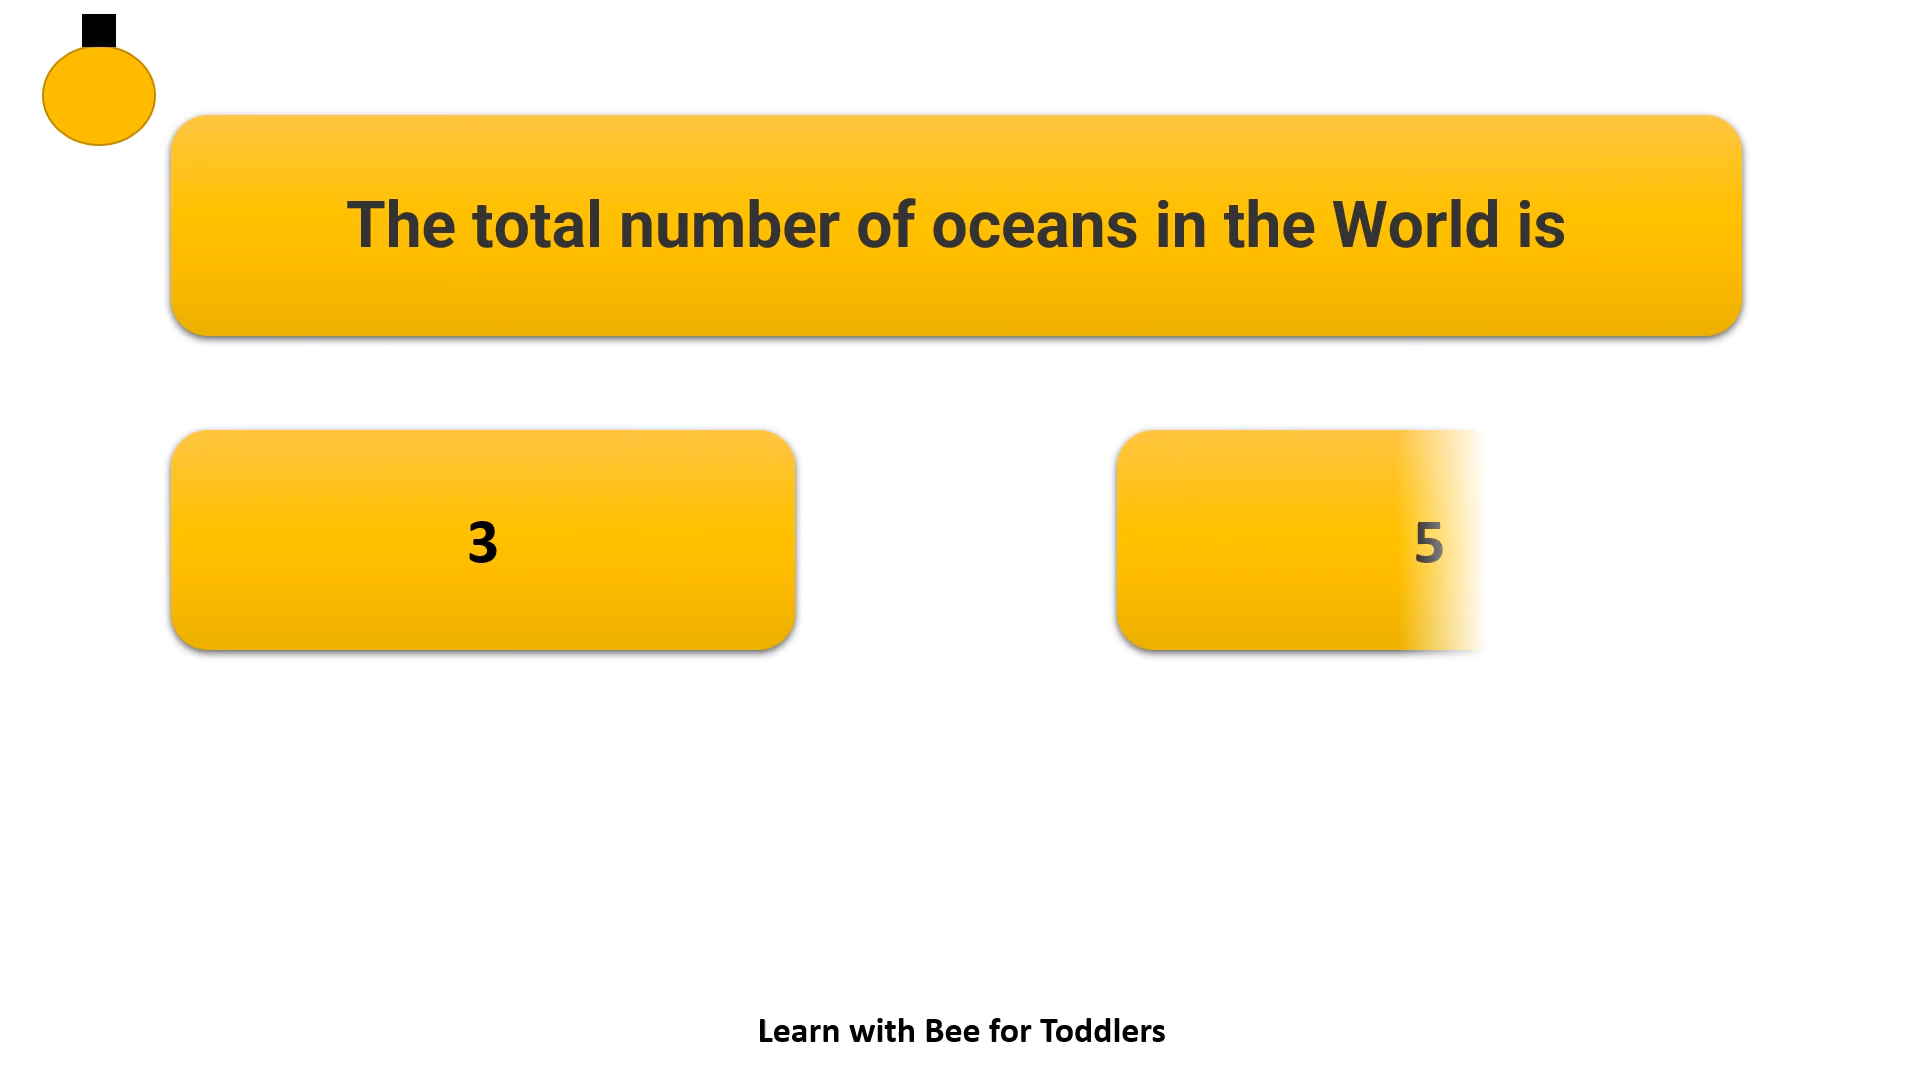 The total number of oceans in the World is
3
5
Learn with Bee for Toddlers